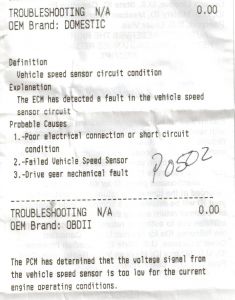 TROUBLESHOOTING N/A 0.00
OEM Brand: DOMESTIC
Definition
Vehicle speed sensor circuit condition
Explanation
The ECM has detected a fault in the vehicle speed
sensor circuit
Probable Causes
1.-Poor electrical connection or short circuit
condition
2.-Failed Vehicle Speed Sensor
3.-Drive gear mechanical fault
P0502
TROUBLESHOOTING N/A 0.00
OEM Brand: OBDII
The PCM has determined that the voltage signal from
the vehicle speed sensor is too low for the current
engine operating conditions.